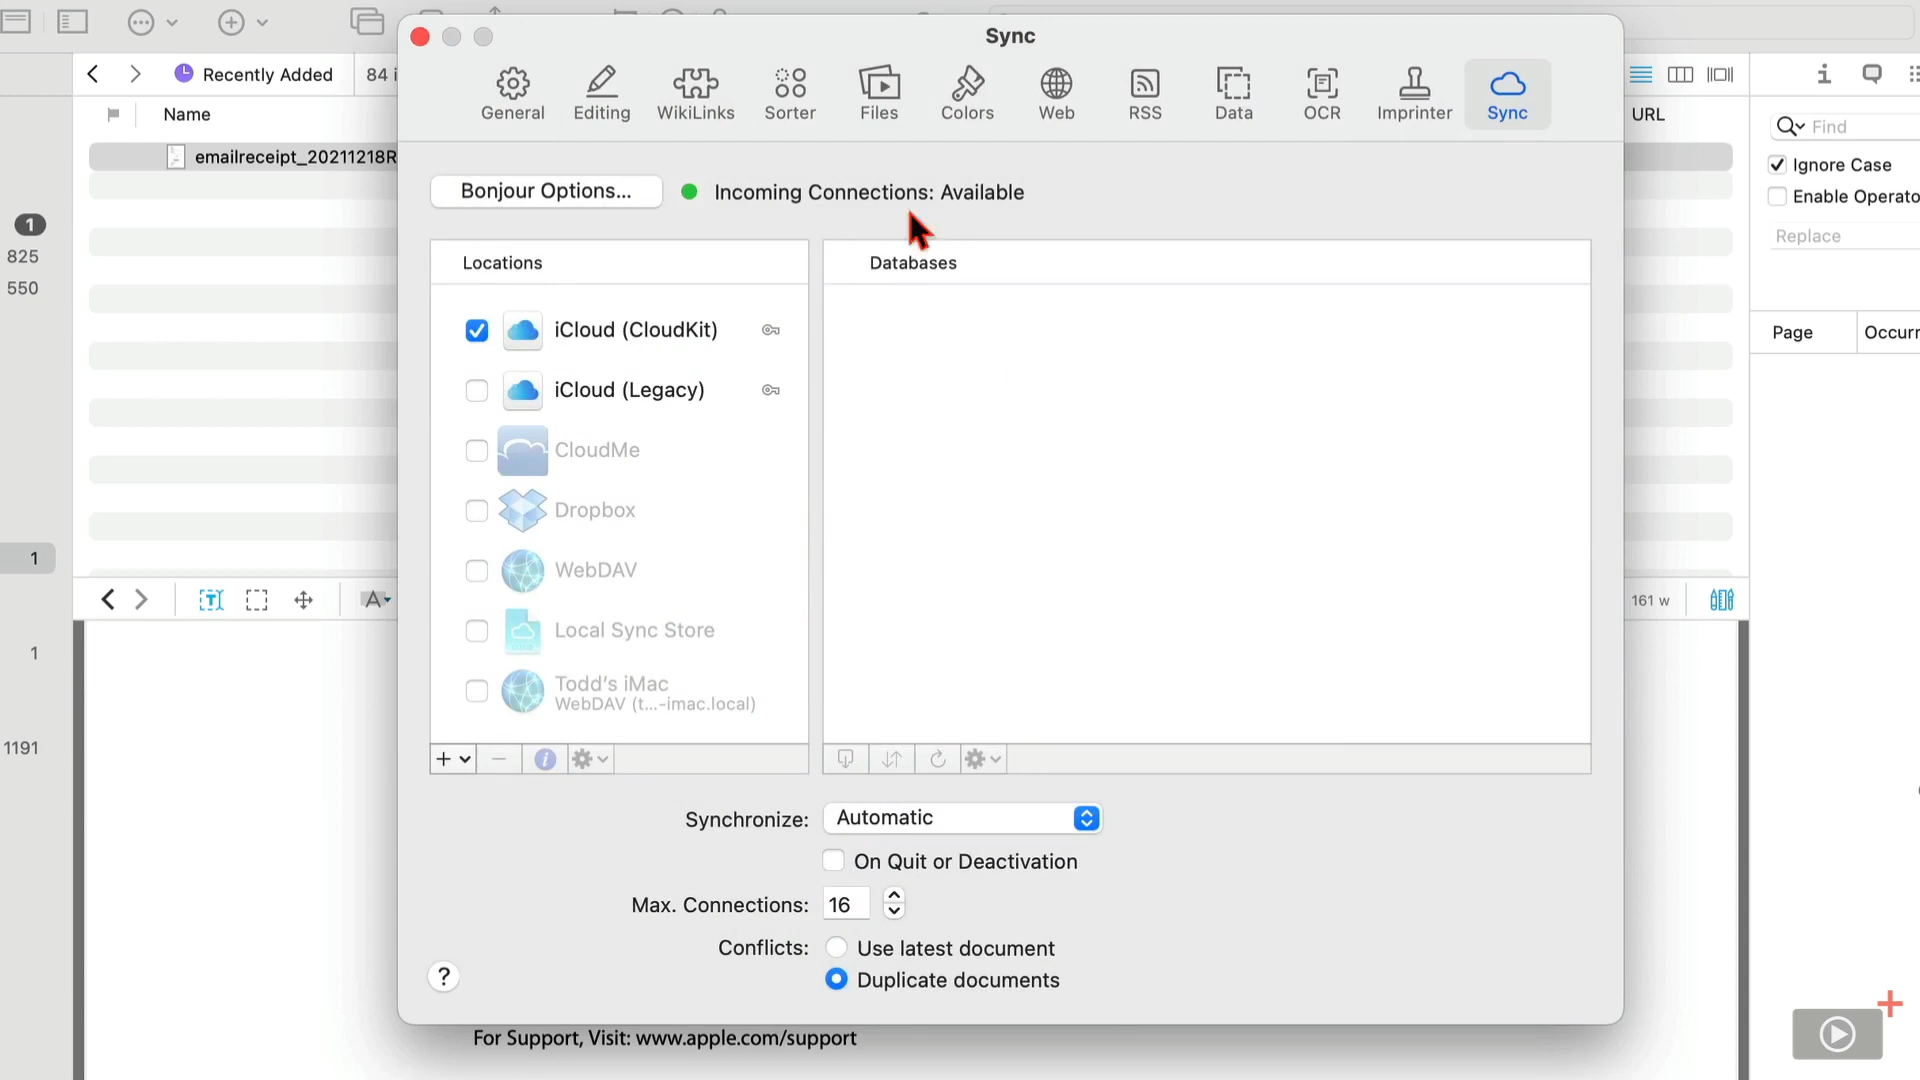 Sync
General
Editing
WikiLinks
Sorter
Files
Colors
Web
RSS
Data
OCR
Imprinter
Sync
Recently Added
84 i
Name
URL
Find
emailreceipt_20211218R
Ignore Case
Enable Operato
Replace
Bonjour Options...
Incoming Connections: Available
1
825
550
Locations
Databases
iCloud (CloudKit)
iCloud (Legacy)
CloudMe
Dropbox
WebDAV
Local Sync Store
Todd's iMac
WebDAV (t...-imac.local)
Page
Occurr
1
161 w
1
1191
Synchronize:
Automatic
On Quit or Deactivation
Max. Connections:
16
Conflicts:
Use latest document
Duplicate documents
?
For Support, Visit: www.apple.com/support